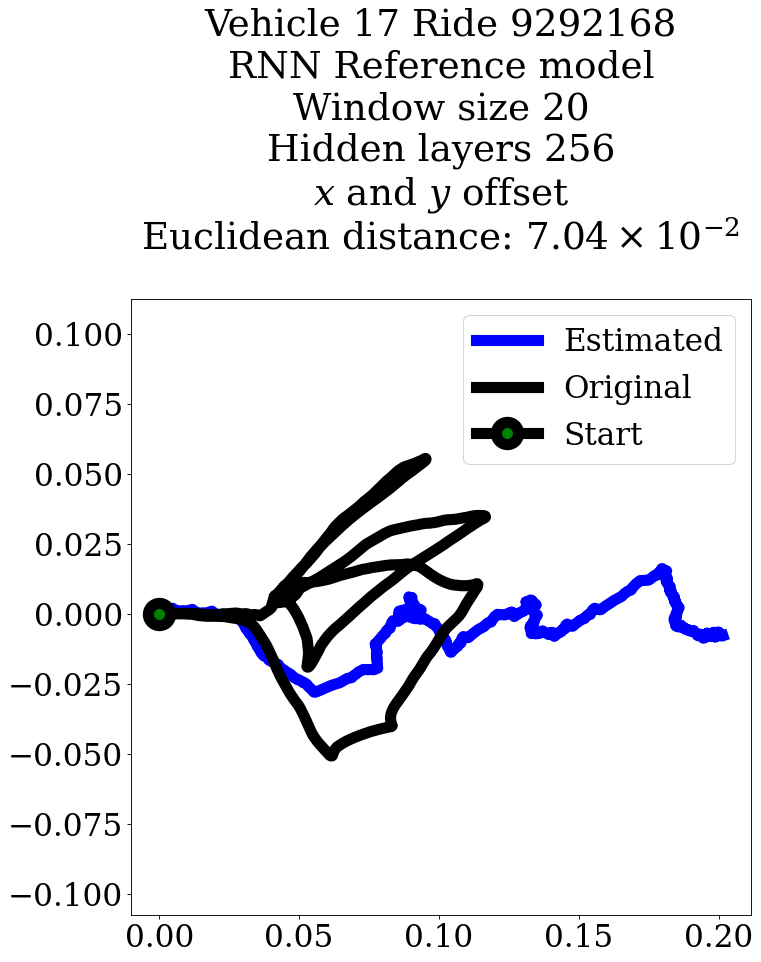 Vehicle 17 Ride 9292168
RNN Reference model
Window size 20
Hidden layers 256
x and y offset
Euclidean distance: 7.04 × 10⁻²
Estimated
Original
Start
0.100
0.075
0.050
0.025
0.000
−0.025
−0.050
−0.075
−0.100
0.00 0.05 0.10 0.15 0.20